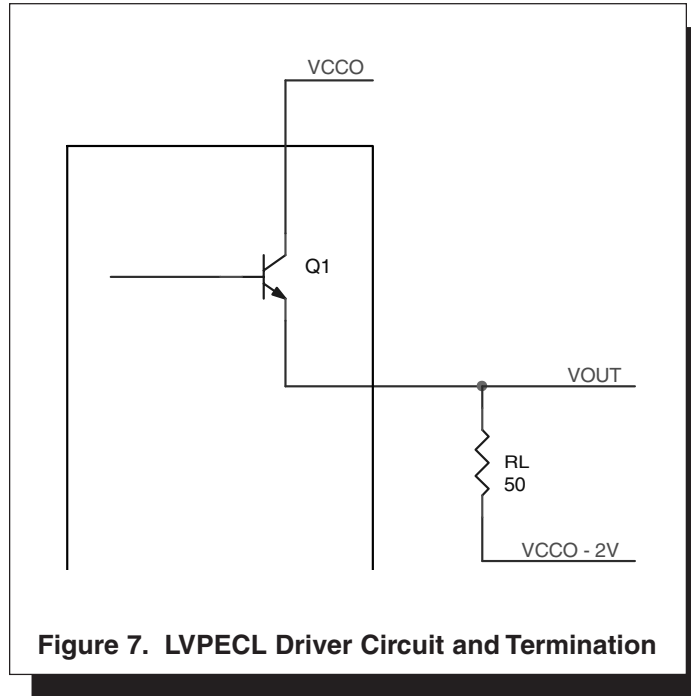 VCCO
Q1
VOUT
RL
50
VCCO - 2V
Figure 7. LVPECL Driver Circuit and Termination